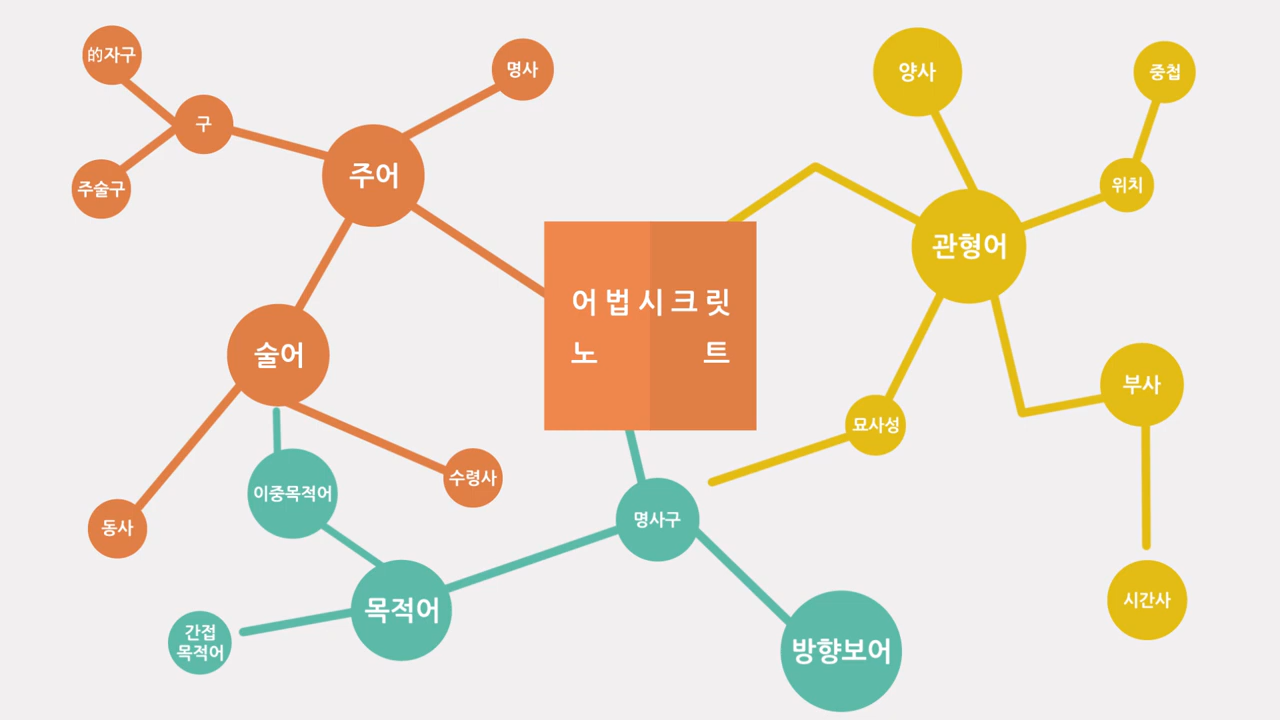 的자구
명사
구
주어
주술구
술어
동사
수령사
어법시크릿
노 트
이중목적어
명사구
목적어
간접
목적어
방향보어
양사
중첩
위치
관형어
부사
묘사성
시간사